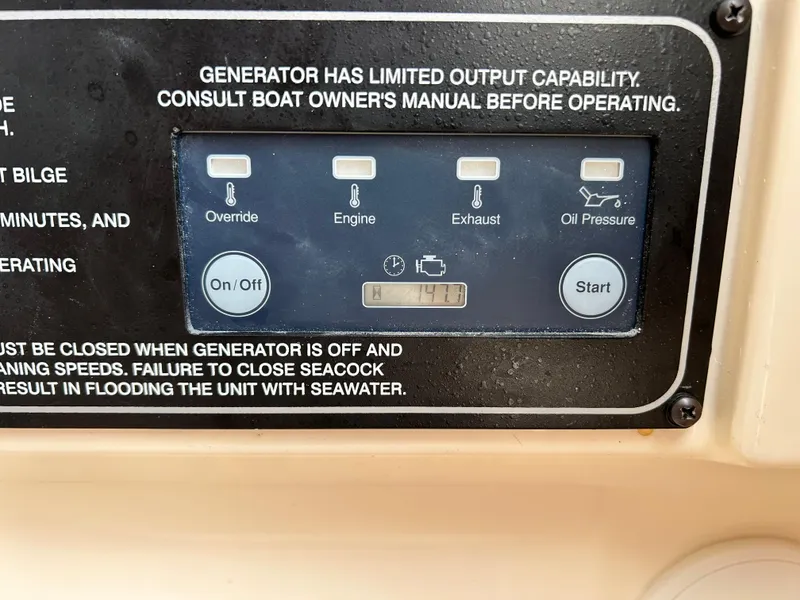 GENERATOR HAS LIMITED OUTPUT CAPABILITY.
CONSULT BOAT OWNER'S MANUAL BEFORE OPERATING.
DE
H.
T BILGE
MINUTES, AND
ERATING
Override
Engine
Exhaust
Oil Pressure
On/Off
Start
UST BE CLOSED WHEN GENERATOR IS OFF AND
ANING SPEEDS. FAILURE TO CLOSE SEACOCK
RESULT IN FLOODING THE UNIT WITH SEAWATER.